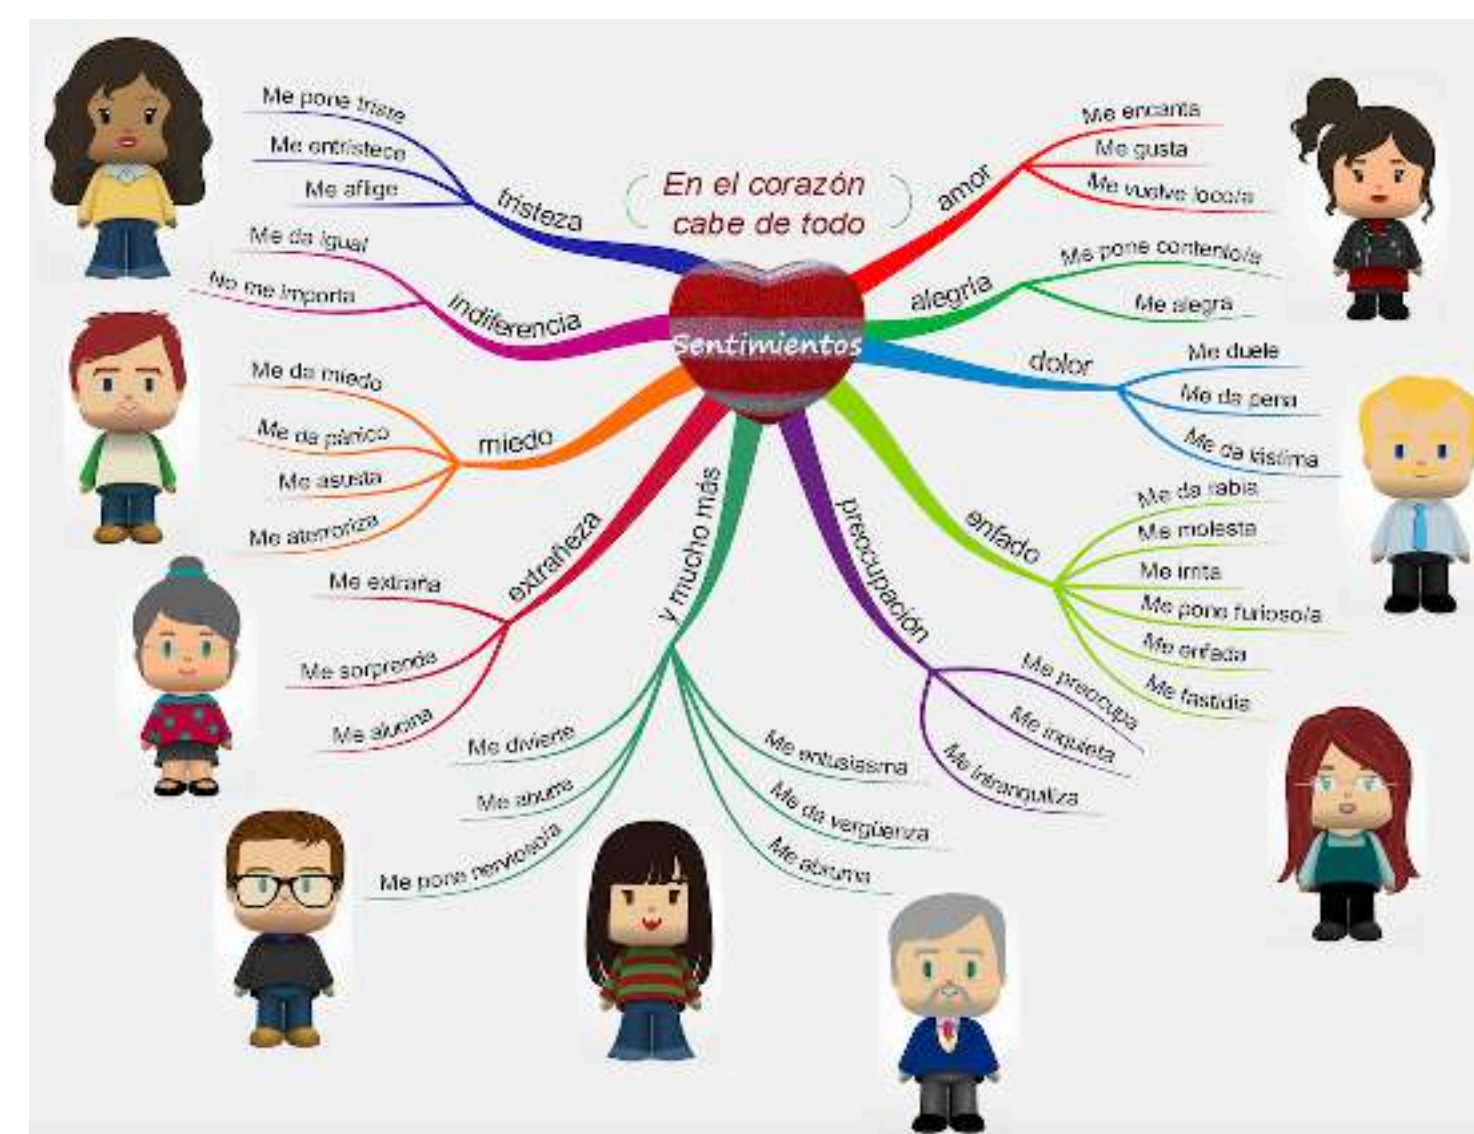 En el corazón
cabe de todo
Sentimientos
amor
Me encanta
Me gusta
Me vuelve loco/a
alegría
Me pone contento/a
Me alegra
dolor
Me duele
Me da pena
Me da lástima
enfado
Me da rabia
Me molesta
Me irrita
Me pone furioso/a
Me enfada
Me fastidia
preocupación
Me preocupa
Me inquieta
Me intranquiliza
y mucho más
Me entusiasma
Me da vergüenza
Me abruma
Me divierte
Me aburre
Me pone nervioso/a
extrañeza
Me extraña
Me sorprende
Me alucina
miedo
Me da miedo
Me da pánico
Me asusta
Me aterroriza
indiferencia
Me da igual
No me importa
tristeza
Me pone triste
Me entristece
Me aflige